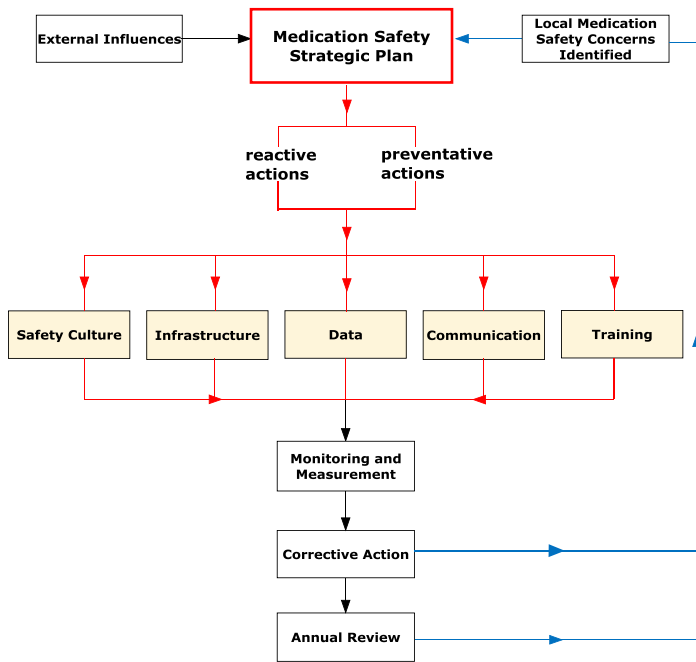 External Influences
Medication Safety
Strategic Plan
Local Medication
Safety Concerns
Identified
reactive
actions
preventative
actions
Safety Culture
Infrastructure
Data
Communication
Training
Monitoring and
Measurement
Corrective Action
Annual Review